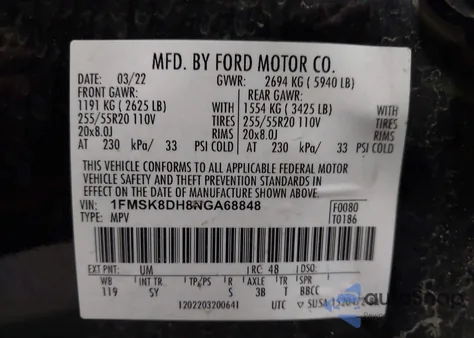 MFD. BY FORD MOTOR CO.
DATE: 03/22 GVWR: 2694 KG ( 5940 LB)
FRONT GAWR: REAR GAWR:
1191 KG ( 2625 LB) WITH 1554 KG ( 3425 LB) WITH
255/55R20 110V TIRES 255/55R20 110V TIRES
20x8.0J RIMS 20x8.0J RIMS
AT 230 kPa/ 33 PSI COLD AT 230 kPa/ 33 PSI COLD
THIS VEHICLE CONFORMS TO ALL APPLICABLE FEDERAL MOTOR
VEHICLE SAFETY AND THEFT PREVENTION STANDARDS IN
EFFECT ON THE DATE OF MANUFACTURE SHOWN ABOVE.
VIN: 1FMSK8DH8NGA68848 F0080
TYPE: MPV T0186
EXT PNT: UM RC: 48 DSO:
WB INT TR TP/PS R AXLE TR SPR
119 SY S 3B T BBCC
1202203200641 UTC